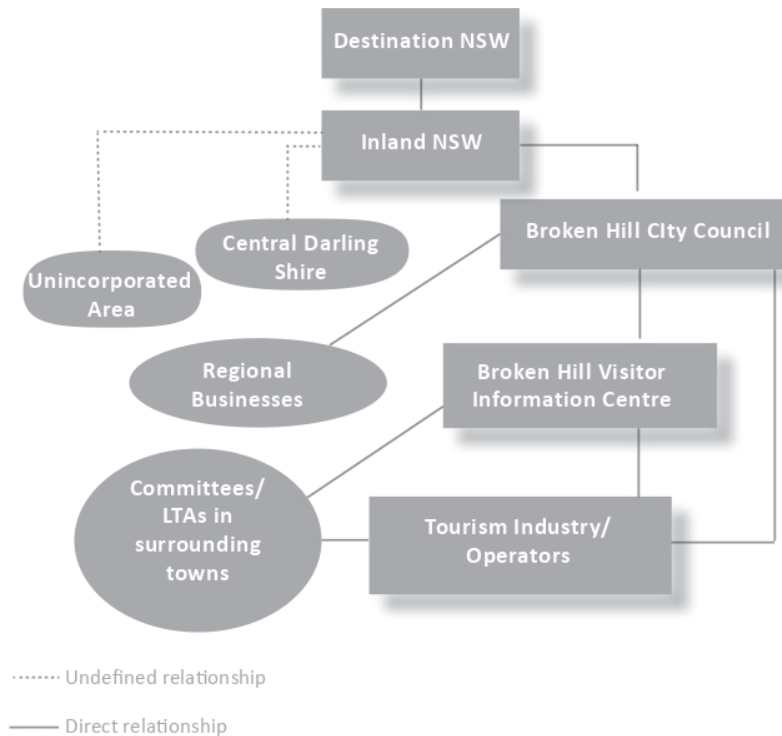 Destination NSW
Inland NSW
Broken Hill CIty Council
Central Darling
Shire
Unincorporated
Area
Regional
Businesses
Broken Hill Visitor
Information Centre
Committees/
LTAs in
surrounding
towns
Tourism Industry/
Operators
Undefined relationship
Direct relationship